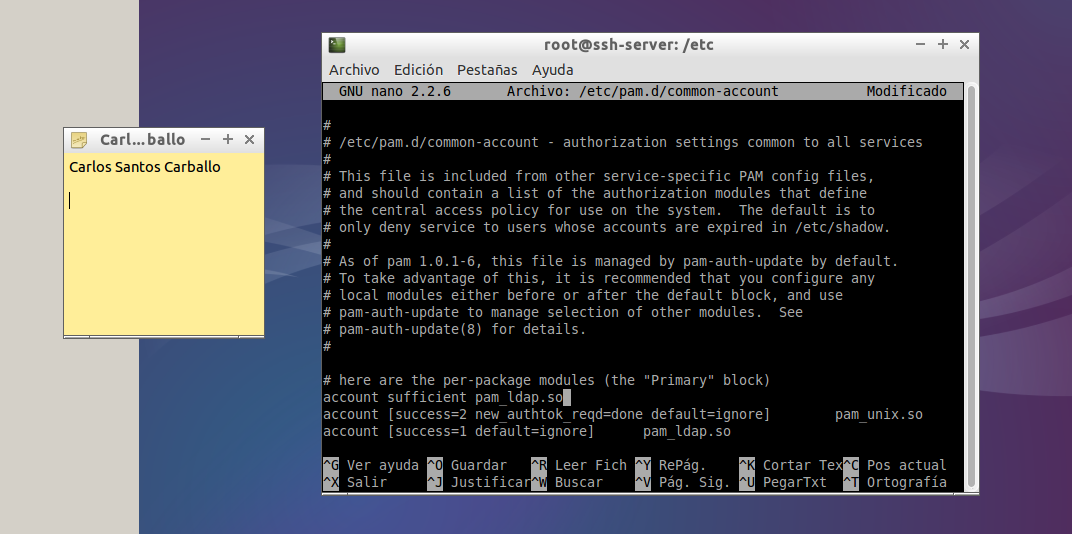 Carl...ballo
Carlos Santos Carballo
root@ssh-server: /etc
Archivo Edición Pestañas Ayuda
GNU nano 2.2.6 Archivo: /etc/pam.d/common-account Modificado
#
# /etc/pam.d/common-account - authorization settings common to all services
#
# This file is included from other service-specific PAM config files,
# and should contain a list of the authorization modules that define
# the central access policy for use on the system. The default is to
# only deny service to users whose accounts are expired in /etc/shadow.
#
# As of pam 1.0.1-6, this file is managed by pam-auth-update by default.
# To take advantage of this, it is recommended that you configure any
# local modules either before or after the default block, and use
# pam-auth-update to manage selection of other modules. See
# pam-auth-update(8) for details.
#
# here are the per-package modules (the "Primary" block)
account sufficient pam_ldap.so
account [success=2 new_authtok_reqd=done default=ignore] pam_unix.so
account [success=1 default=ignore] pam_ldap.so
^G Ver ayuda ^O Guardar ^R Leer Fich ^Y RePág. ^K Cortar Tex ^C Pos actual
^X Salir ^J Justificar ^W Buscar ^V Pág. Sig. ^U PegarTxt ^T Ortografía